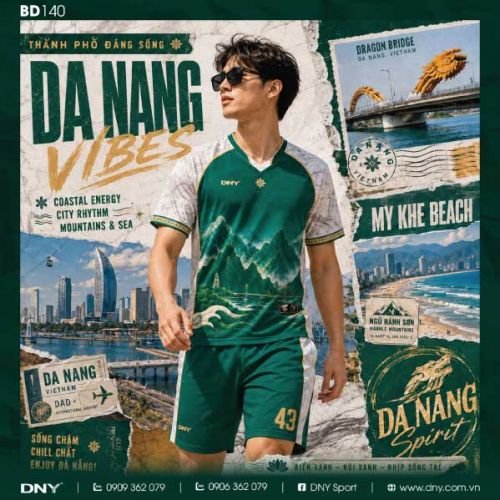 BD140
THÀNH PHỐ ĐÁNG SỐNG
DA NANG
VIBES
COASTAL ENERGY
CITY RHYTHM
MOUNTAINS & SEA
DRAGON BRIDGE
DA NANG, VIETNAM
DA NANG
VIETNAM
MY KHE BEACH
DNY
NGŨ HÀNH SƠN
MARBLE MOUNTAINS
DA NANG
VIETNAM
DAD
INTERNATIONAL AIRPORT
SỐNG CHẬM
CHILL CHẤT
ENJOY ĐÀ NẴNG!
DNY
43
DA NANG
Spirit
BIỂN XANH – NÚI XANH – NHỊP SỐNG TRẺ
DNY | 0909 362 079 | 0906 362 079 | DNY Sport | www.dny.com.vn